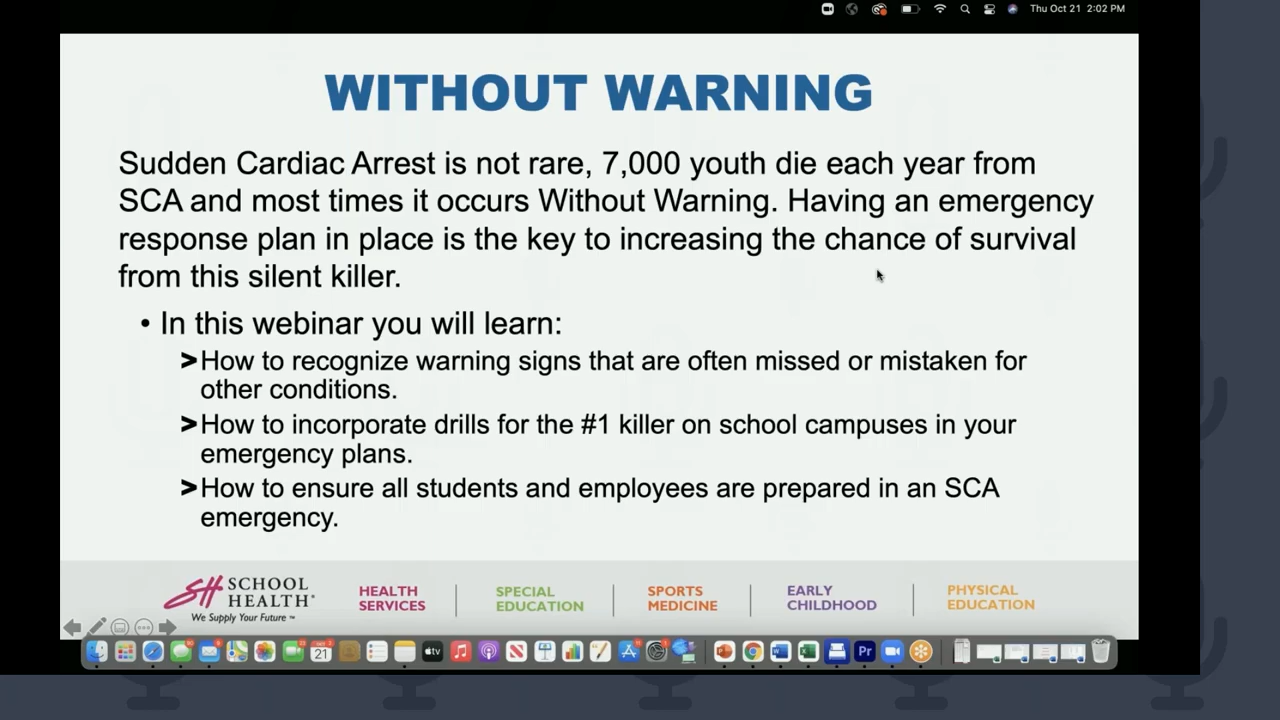 Thu Oct 21 2:02 PM
WITHOUT WARNING
Sudden Cardiac Arrest is not rare, 7,000 youth die each year from
SCA and most times it occurs Without Warning. Having an emergency
response plan in place is the key to increasing the chance of survival
from this silent killer.
• In this webinar you will learn:
>How to recognize warning signs that are often missed or mistaken for
other conditions.
>How to incorporate drills for the #1 killer on school campuses in your
emergency plans.
>How to ensure all students and employees are prepared in an SCA
emergency.
SH SCHOOL
HEALTH®
We Supply Your Future ™
HEALTH
SERVICES
SPECIAL
EDUCATION
SPORTS
MEDICINE
EARLY
CHILDHOOD
PHYSICAL
EDUCATION
21
tv
Pr